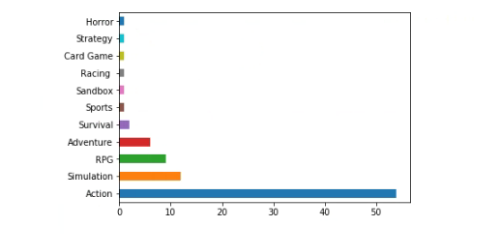 Horror
Strategy
Card Game
Racing
Sandbox
Sports
Survival
Adventure
RPG
Simulation
Action
0 10 20 30 40 50